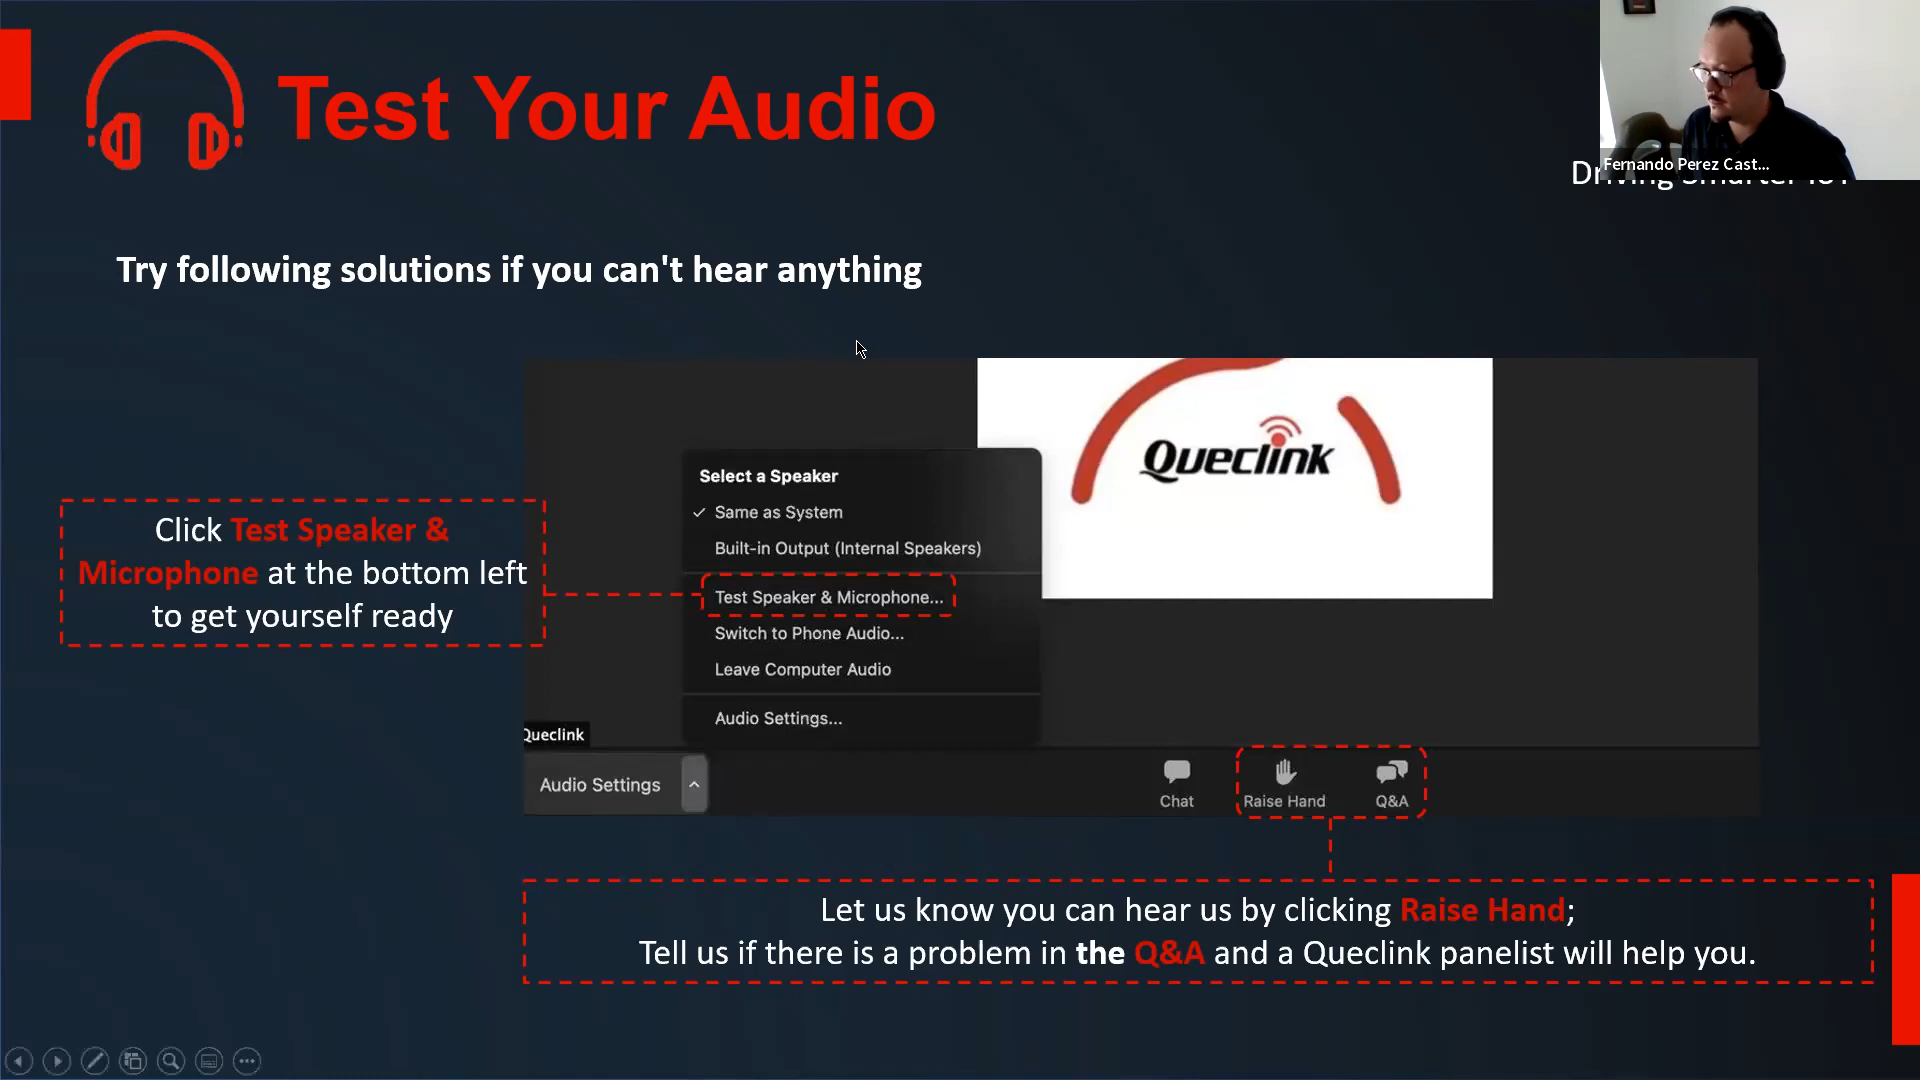 Test Your Audio
Fernando Perez Cast...
Driving Smarter IoT
Try following solutions if you can't hear anything
Queclink
Select a Speaker
✓ Same as System
Built-in Output (Internal Speakers)
Test Speaker & Microphone...
Switch to Phone Audio...
Leave Computer Audio
Audio Settings...
Click Test Speaker &
Microphone at the bottom left
to get yourself ready
Queclink
Audio Settings
Chat
Raise Hand
Q&A
Let us know you can hear us by clicking Raise Hand;
Tell us if there is a problem in the Q&A and a Queclink panelist will help you.